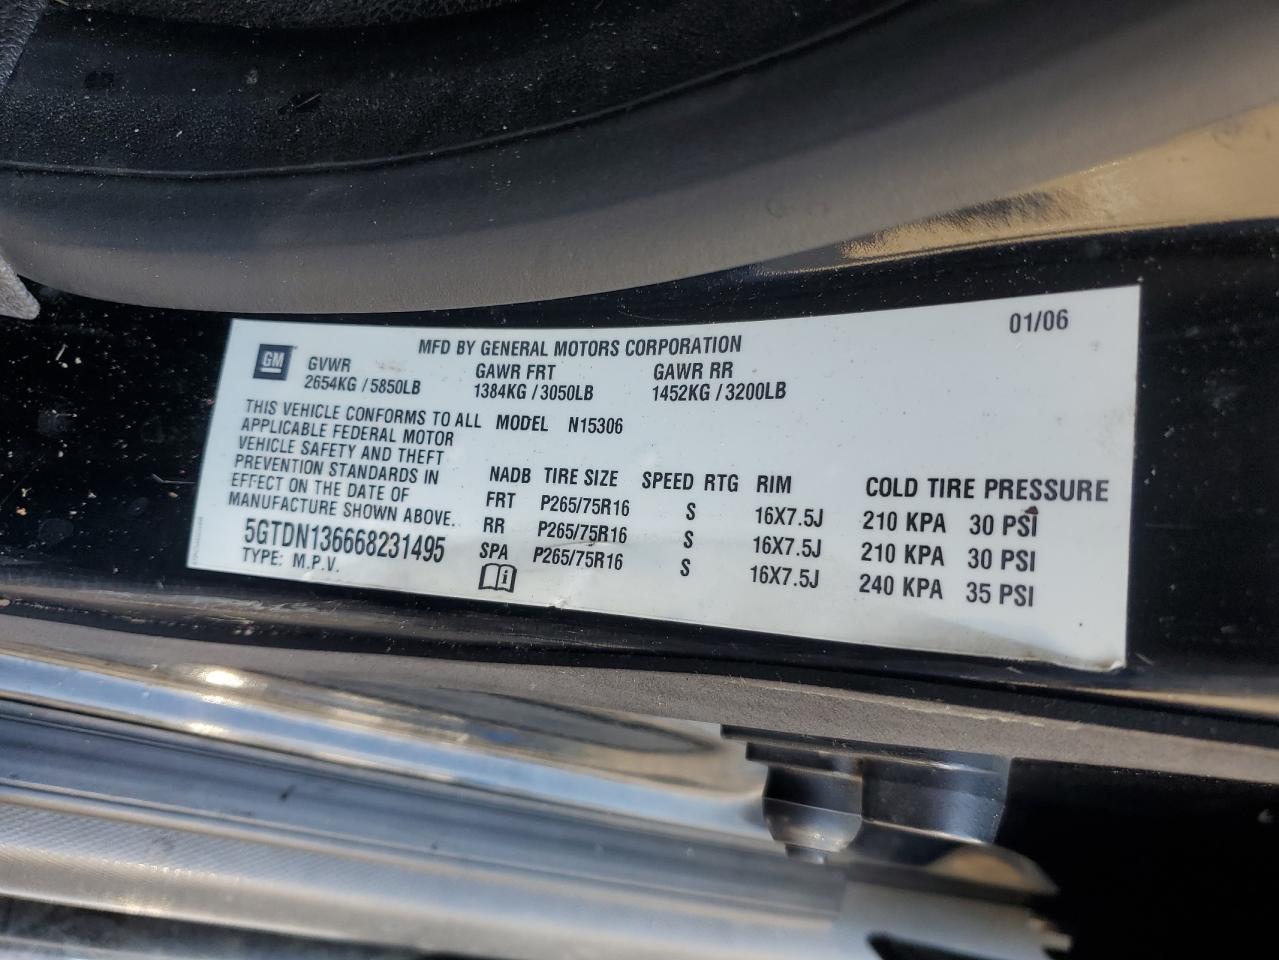 01/06
MFD BY GENERAL MOTORS CORPORATION
GM
GVWR GAWR FRT GAWR RR
2654KG / 5850LB 1384KG / 3050LB 1452KG / 3200LB
THIS VEHICLE CONFORMS TO ALL
APPLICABLE FEDERAL MOTOR
VEHICLE SAFETY AND THEFT
PREVENTION STANDARDS IN
EFFECT ON THE DATE OF
MANUFACTURE SHOWN ABOVE.
5GTDN136668231495
TYPE: M.P.V.
MODEL N15306
NADB TIRE SIZE SPEED RTG RIM COLD TIRE PRESSURE
FRT P265/75R16 S 16X7.5J 210 KPA 30 PSI
RR P265/75R16 S 16X7.5J 210 KPA 30 PSI
SPA P265/75R16 S 16X7.5J 240 KPA 35 PSI